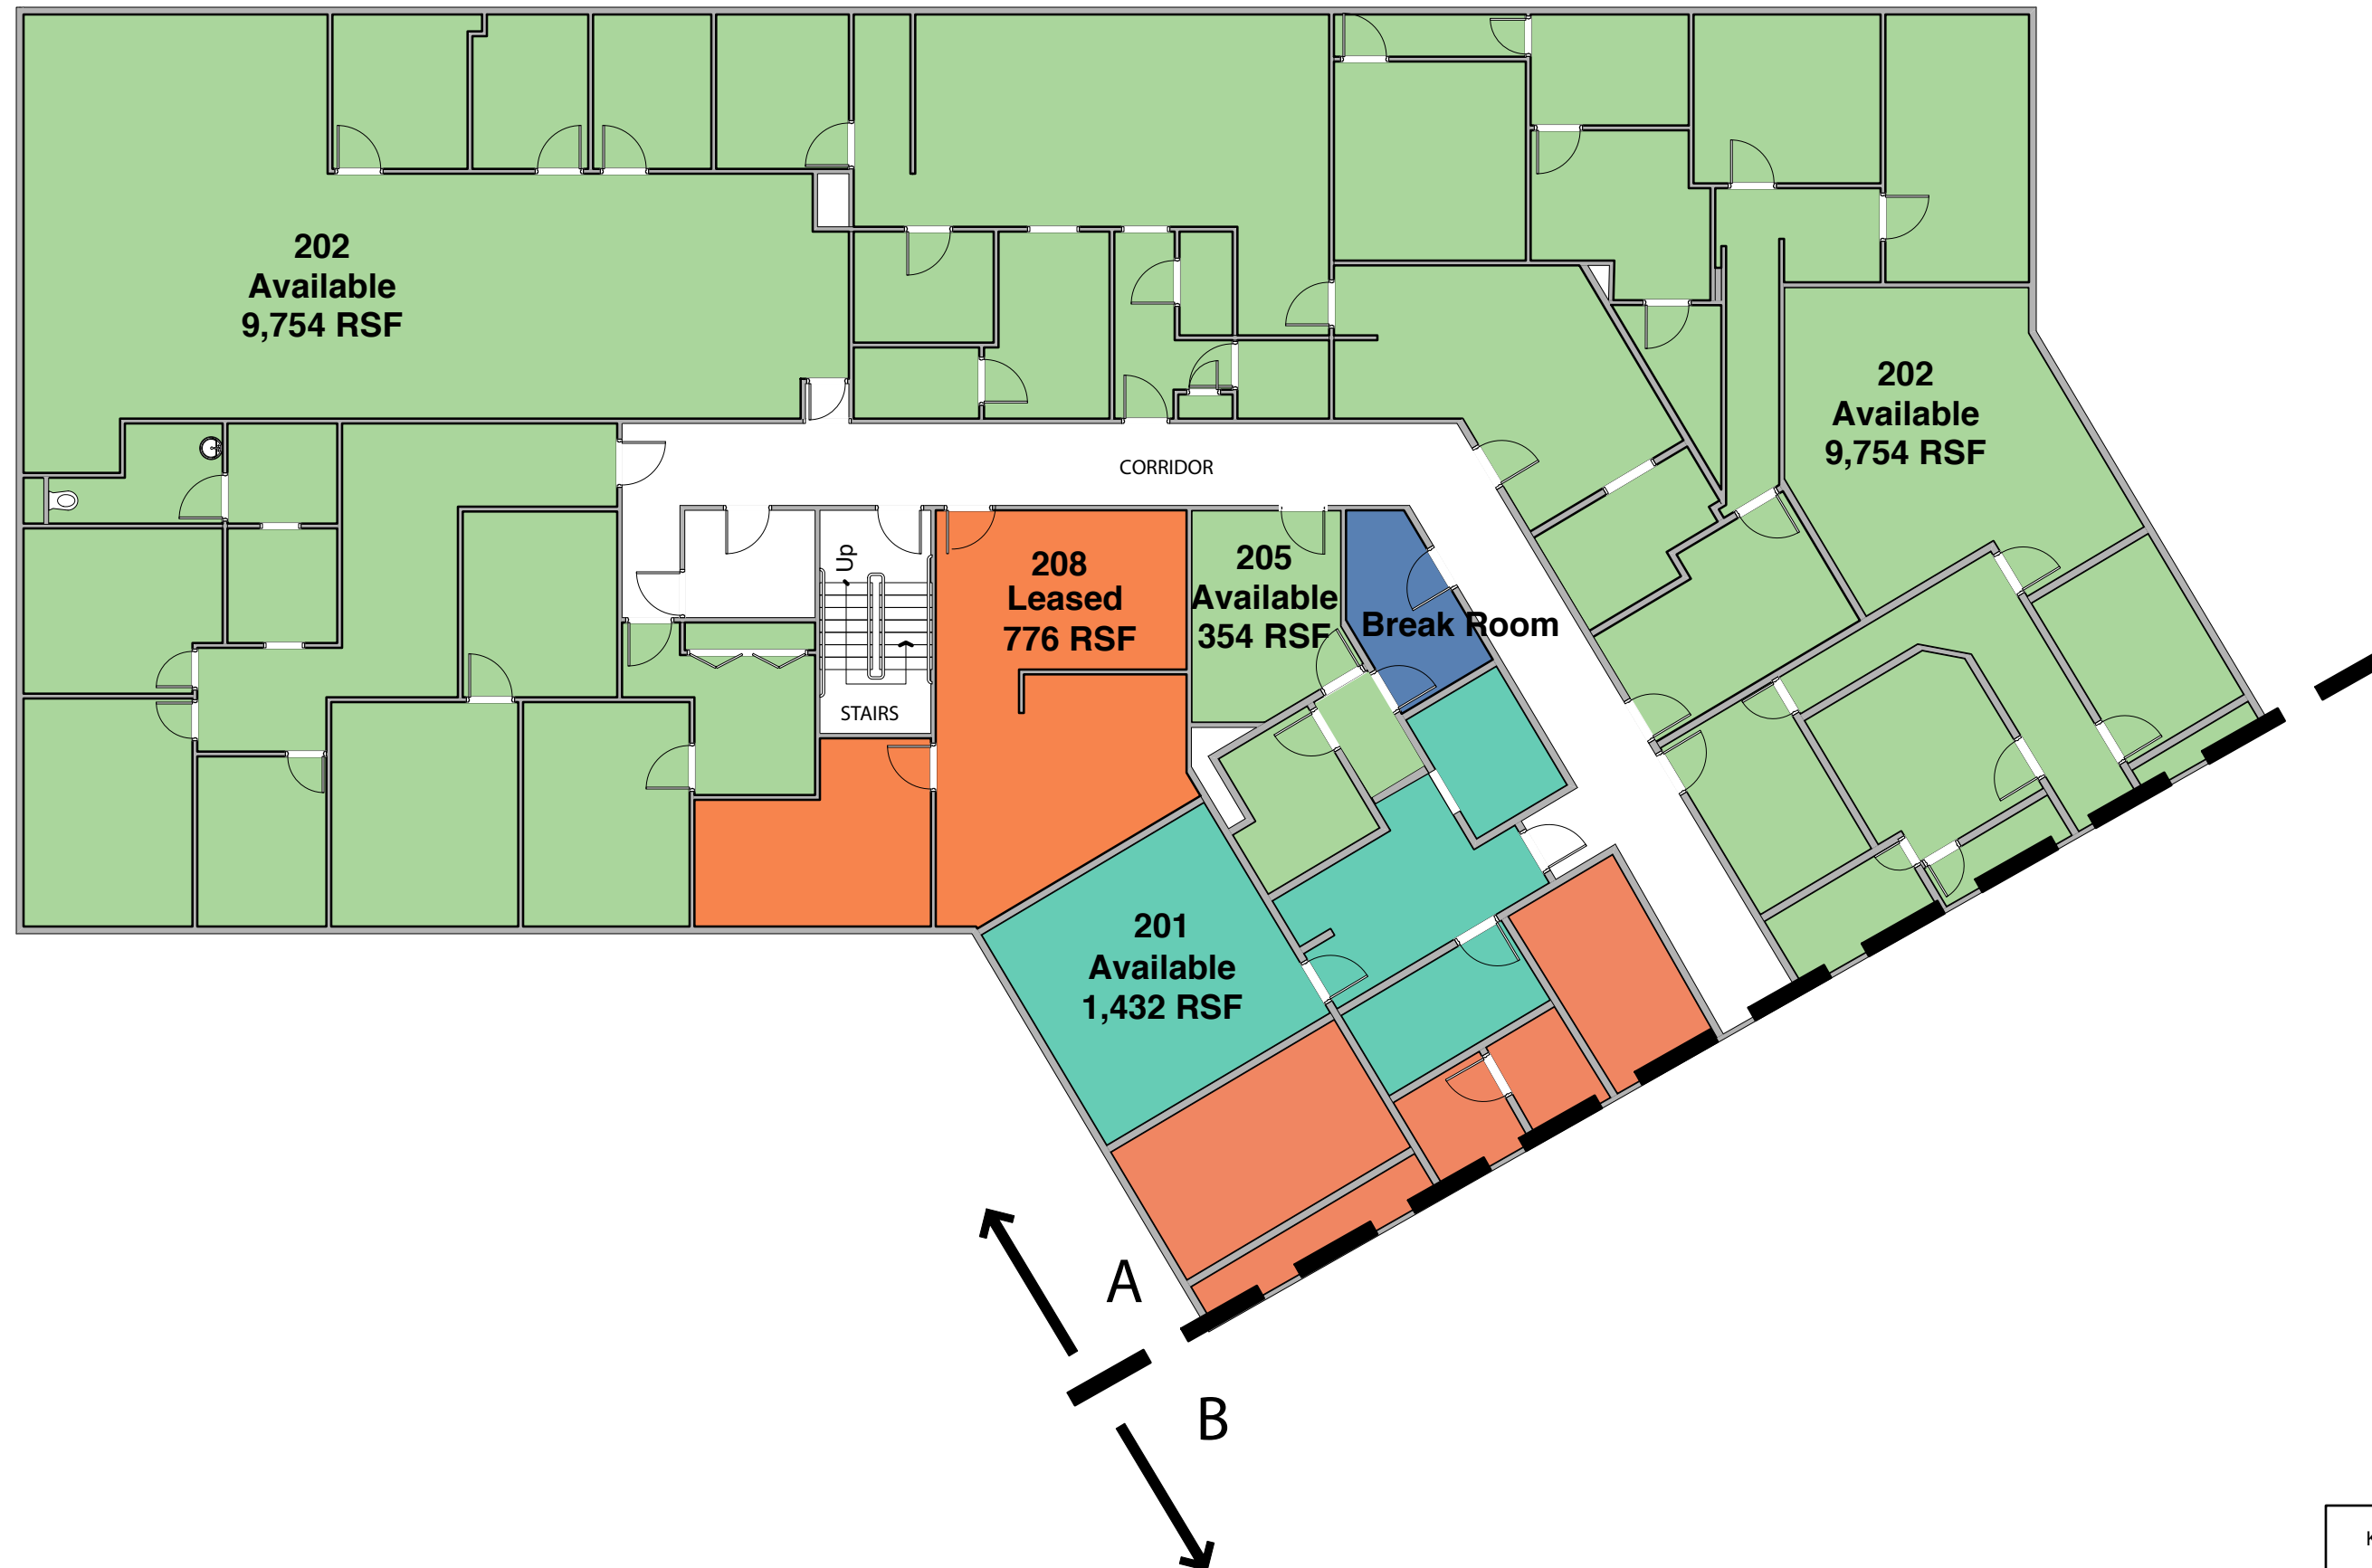 202
Available
9,754 RSF
202
Available
9,754 RSF
CORRIDOR
Up
208
Leased
776 RSF
205
Available
354 RSF
Break Room
STAIRS
201
Available
1,432 RSF
A
B
K